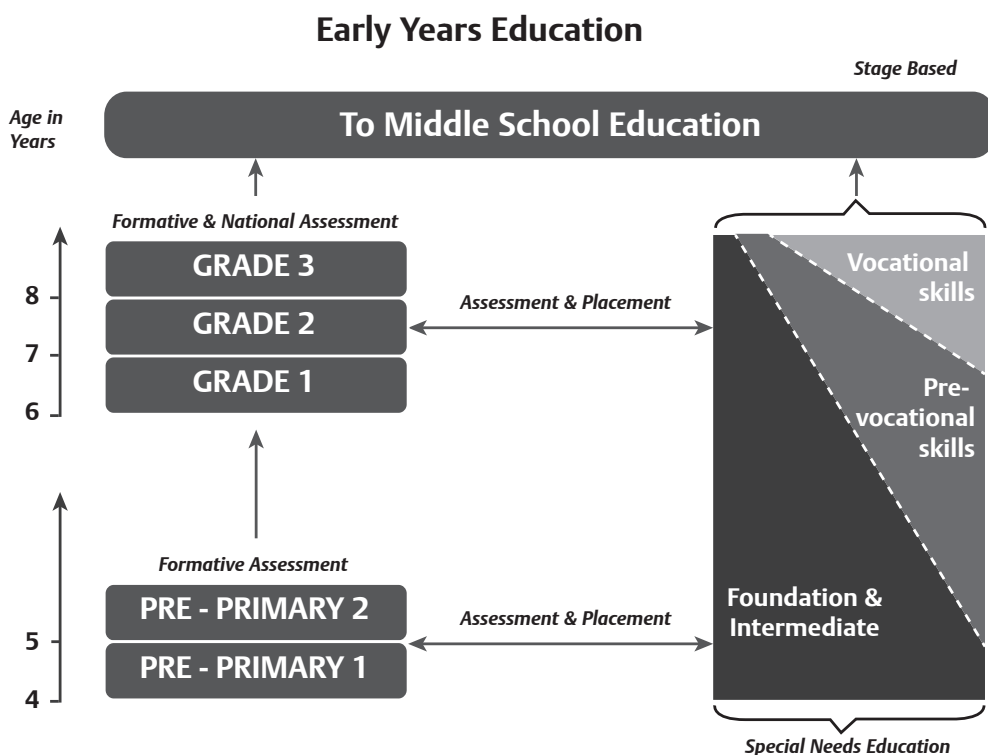 Early Years Education
Stage Based
Age in
Years
To Middle School Education
Formative & National Assessment
GRADE 3
Vocational
skills
8
Assessment & Placement
GRADE 2
7
GRADE 1
Pre-
vocational
skills
6
Formative Assessment
PRE - PRIMARY 2
Foundation &
Intermediate
Assessment & Placement
5
PRE - PRIMARY 1
4
Special Needs Education